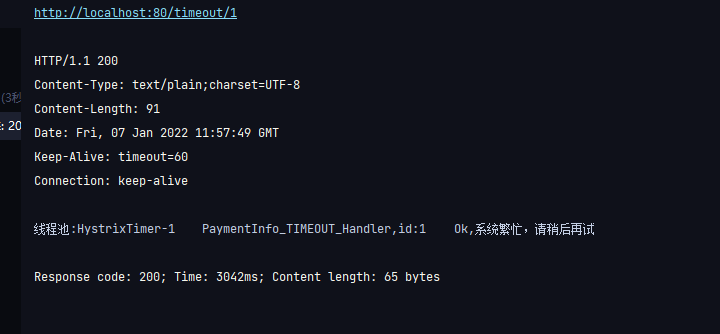 http://localhost:80/timeout/1
HTTP/1.1 200
Content-Type: text/plain;charset=UTF-8
Content-Length: 91
(3秒
Date: Fri, 07 Jan 2022 11:57:49 GMT
: 20
Keep-Alive: timeout=60
Connection: keep-alive
线程池:HystrixTimer-1    PaymentInfo_TIMEOUT_Handler,id:1    Ok,系统繁忙，请稍后再试
Response code: 200; Time: 3042ms; Content length: 65 bytes